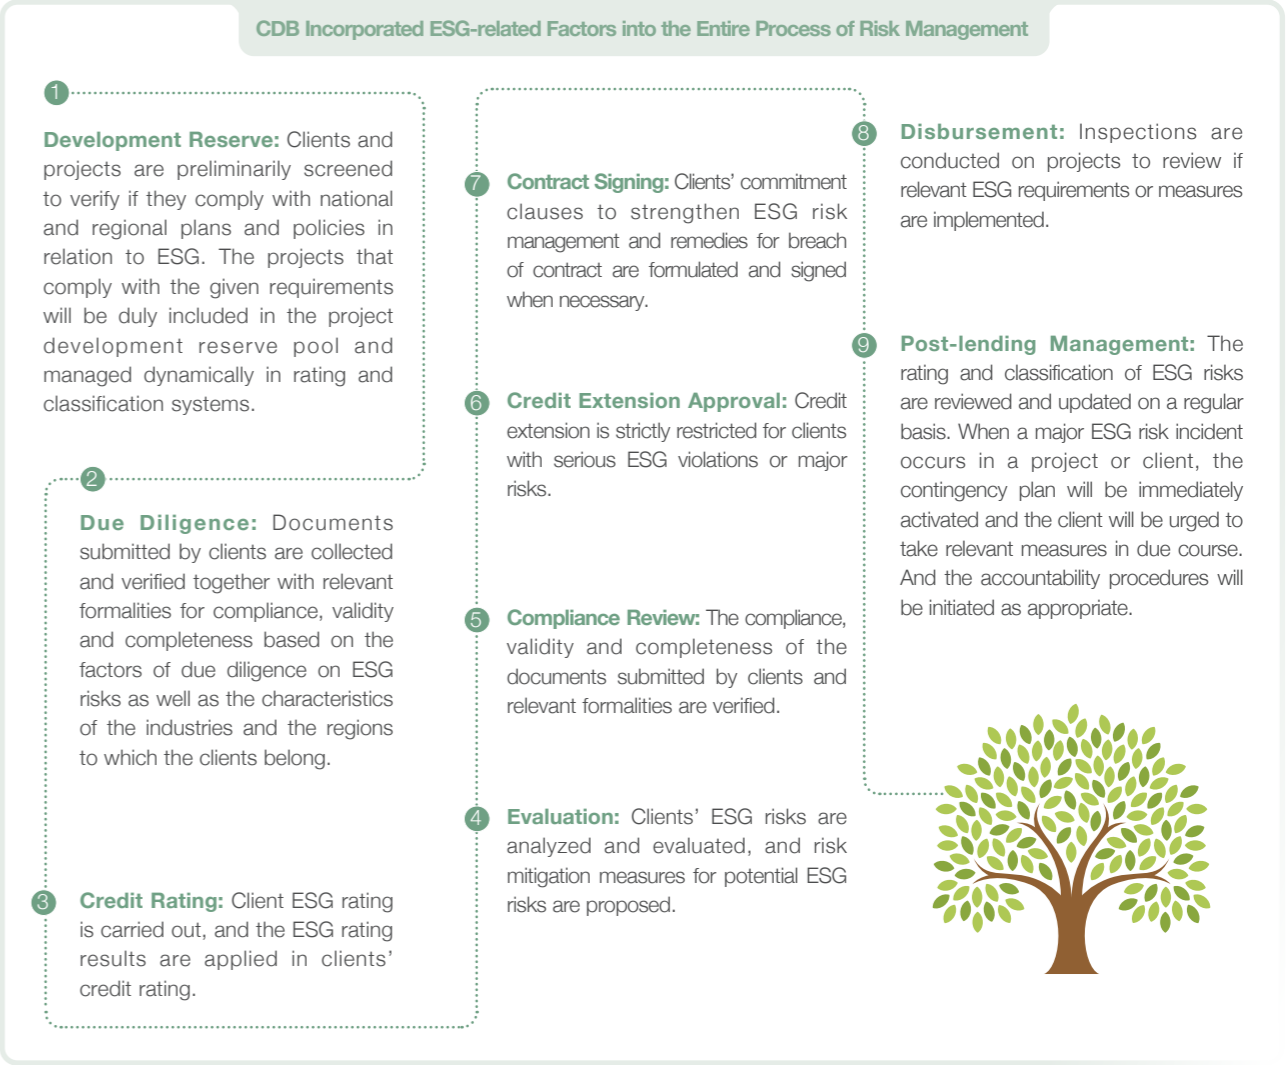 CDB Incorporated ESG-related Factors into the Entire Process of Risk Management
1
Development Reserve: Clients and
projects are preliminarily screened
to verify if they comply with national
and regional plans and policies in
relation to ESG. The projects that
comply with the given requirements
will be duly included in the project
development reserve pool and
managed dynamically in rating and
classification systems.
2
Due Diligence: Documents
submitted by clients are collected
and verified together with relevant
formalities for compliance, validity
and completeness based on the
factors of due diligence on ESG
risks as well as the characteristics
of the industries and the regions
to which the clients belong.
3
Credit Rating: Client ESG rating
is carried out, and the ESG rating
results are applied in clients'
credit rating.
4
Evaluation: Clients' ESG risks are
analyzed and evaluated, and risk
mitigation measures for potential ESG
risks are proposed.
5
Compliance Review: The compliance,
validity and completeness of the
documents submitted by clients and
relevant formalities are verified.
6
Credit Extension Approval: Credit
extension is strictly restricted for clients
with serious ESG violations or major
risks.
7
Contract Signing: Clients' commitment
clauses to strengthen ESG risk
management and remedies for breach
of contract are formulated and signed
when necessary.
8
Disbursement: Inspections are
conducted on projects to review if
relevant ESG requirements or measures
are implemented.
9
Post-lending Management: The
rating and classification of ESG risks
are reviewed and updated on a regular
basis. When a major ESG risk incident
occurs in a project or client, the
contingency plan will be immediately
activated and the client will be urged to
take relevant measures in due course.
And the accountability procedures will
be initiated as appropriate.